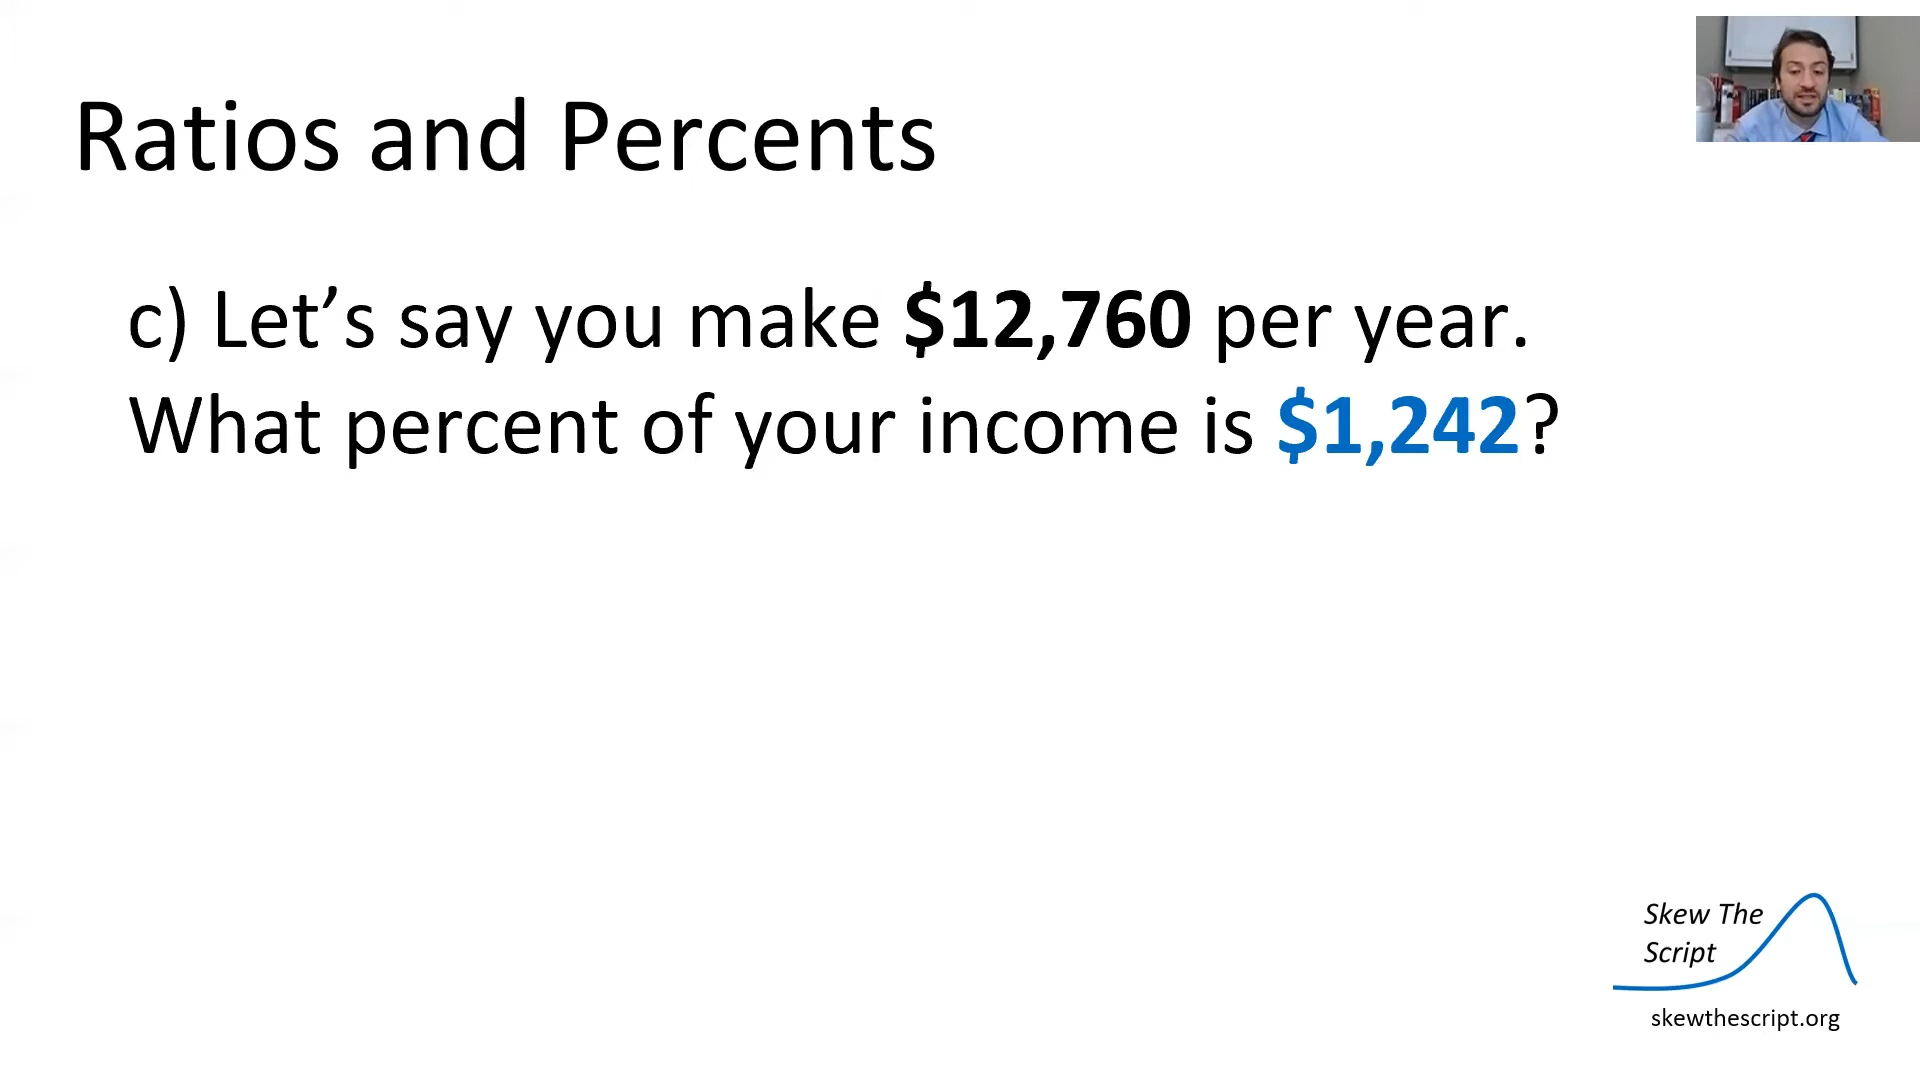 Ratios and Percents
c) Let’s say you make $12,760 per year.
What percent of your income is $1,242?
Skew The
Script
skewthescript.org